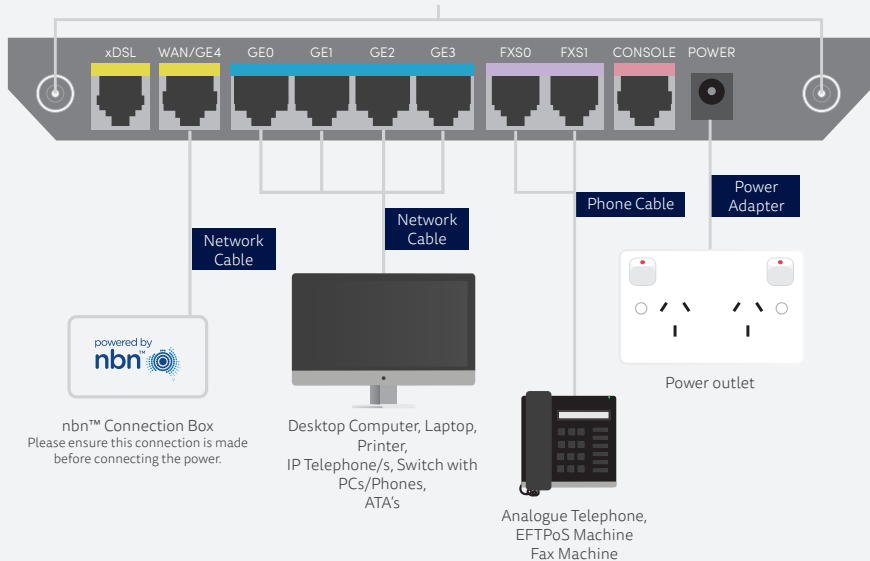 xDSL WAN/GE4 GE0 GE1 GE2 GE3 FXS0 FXS1 CONSOLE POWER
Network
Cable
Network
Cable
Phone Cable
Power
Adapter
powered by
nbn™
nbn™ Connection Box
Please ensure this connection is made
before connecting the power.
Desktop Computer, Laptop,
Printer,
IP Telephone/s, Switch with
PCs/Phones,
ATA's
Analogue Telephone,
EFTPoS Machine
Fax Machine
Power outlet